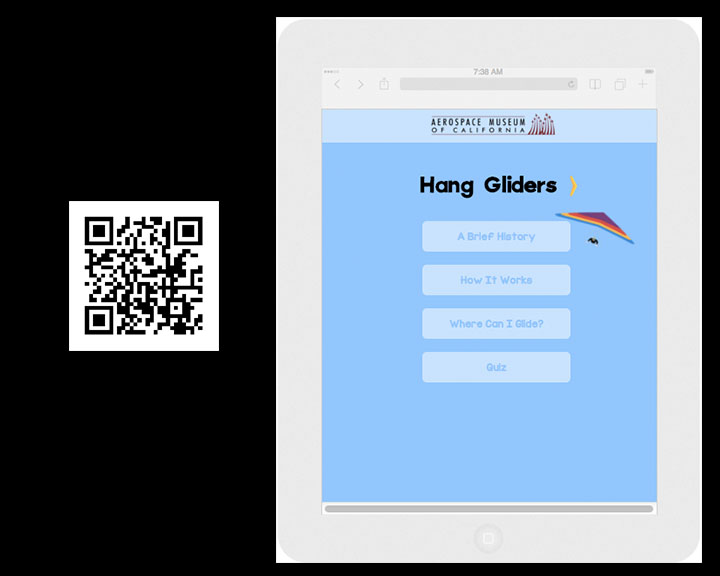 7:38 AM
AEROSPACE MUSEUM
OF CALIFORNIA
Hang Gliders
A Brief History
How It Works
Where Can I Glide?
Quiz